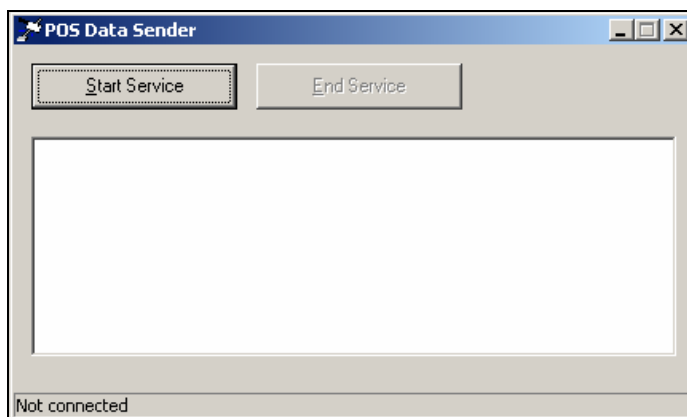 POS Data Sender
Start Service End Service
Not connected